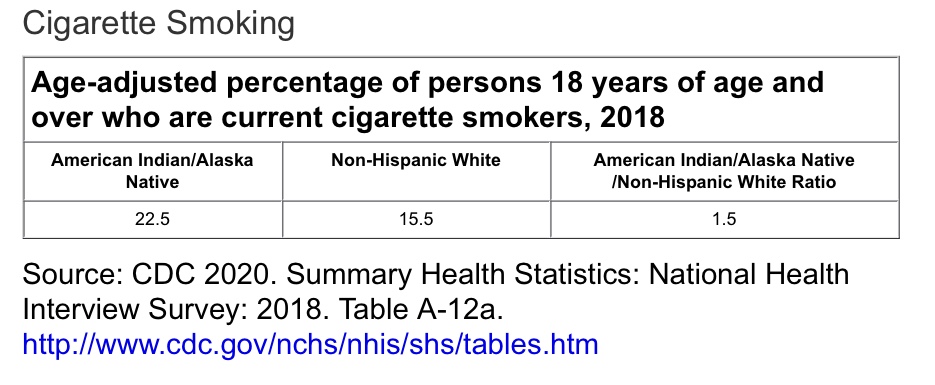 Cigarette Smoking
Age-adjusted percentage of persons 18 years of age and
over who are current cigarette smokers, 2018
American Indian/Alaska
Native
Non-Hispanic White
American Indian/Alaska Native
/Non-Hispanic White Ratio
22.5
15.5
1.5
Source: CDC 2020. Summary Health Statistics: National Health
Interview Survey: 2018. Table A-12a.
http://www.cdc.gov/nchs/nhis/shs/tables.htm